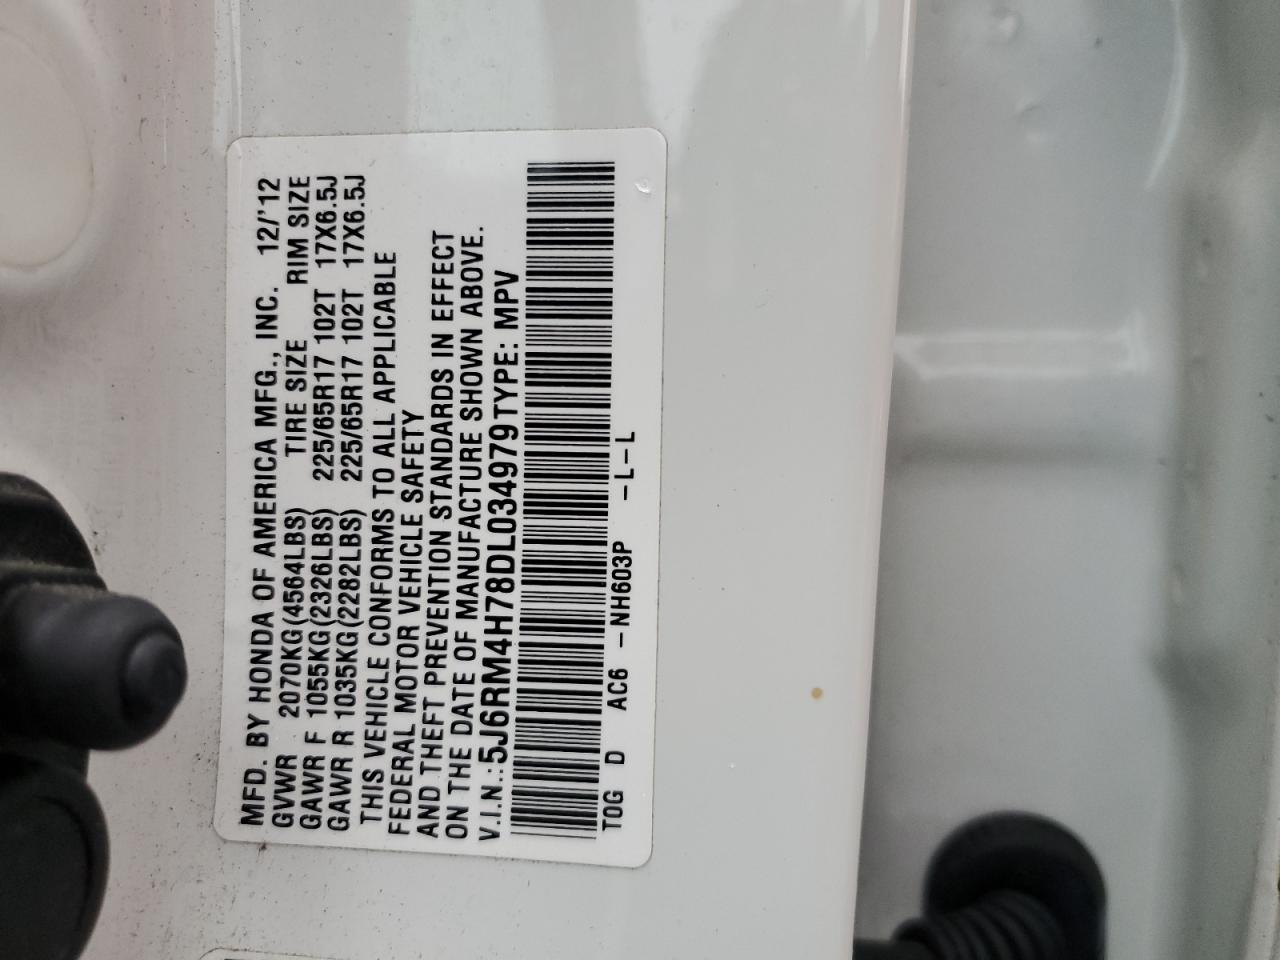 MFD. BY HONDA OF AMERICA MFG., INC. 12/'12
GVWR 2070KG(4564LBS) TIRE SIZE RIM SIZE
GAWR F 1055KG(2326LBS) 225/65R17 102T 17X6.5J
GAWR R 1035KG(2282LBS) 225/65R17 102T 17X6.5J
THIS VEHICLE CONFORMS TO ALL APPLICABLE
FEDERAL MOTOR VEHICLE SAFETY
AND THEFT PREVENTION STANDARDS IN EFFECT
ON THE DATE OF MANUFACTURE SHOWN ABOVE.
V.I.N.:5J6RM4H78DL034979TYPE: MPV
TOG D AC6 -NH603P -L-L